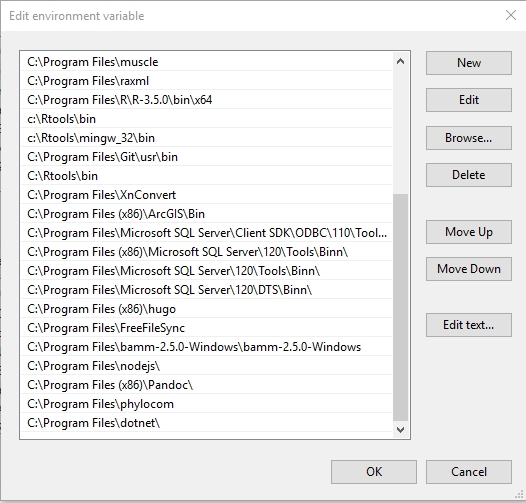 Edit environment variable
C:\Program Files\muscle
C:\Program Files\raxml
C:\Program Files\R\R-3.5.0\bin\x64
c:\Rtools\bin
c:\Rtools\mingw_32\bin
C:\Program Files\Git\usr\bin
C:\Rtools\bin
C:\Program Files\XnConvert
C:\Program Files (x86)\ArcGIS\Bin
C:\Program Files\Microsoft SQL Server\Client SDK\ODBC\110\Tool...
C:\Program Files (x86)\Microsoft SQL Server\120\Tools\Binn\
C:\Program Files\Microsoft SQL Server\120\Tools\Binn\
C:\Program Files\Microsoft SQL Server\120\DTS\Binn\
C:\Program Files (x86)\hugo
C:\Program Files\FreeFileSync
C:\Program Files\bamm-2.5.0-Windows\bamm-2.5.0-Windows
C:\Program Files\nodejs\
C:\Program Files (x86)\Pandoc\
C:\Program Files\phylocom
C:\Program Files\dotnet\
New
Edit
Browse...
Delete
Move Up
Move Down
Edit text...
OK
Cancel